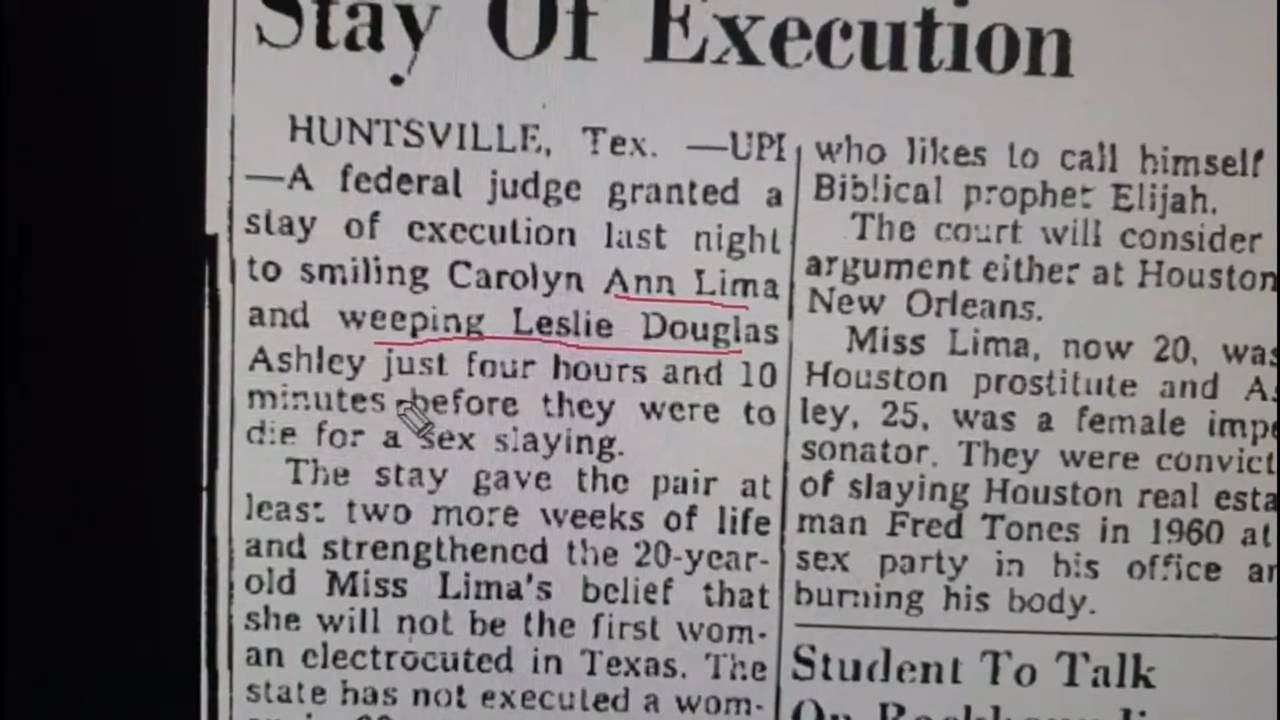 Stay Of Execution
HUNTSVILLE, Tex. —UPI
—A federal judge granted a
stay of execution last night
to smiling Carolyn Ann Lima
and weeping Leslie Douglas
Ashley just four hours and 10
minutes before they were to
die for a sex slaying.
The stay gave the pair at
least two more weeks of life
and strengthened the 20-year-
old Miss Lima's belief that
she will not be the first wom-
an electrocuted in Texas. The
state has not executed a wom-
who likes to call himself
Biblical prophet Elijah.
The court will consider
argument either at Houston
New Orleans.
Miss Lima, now 20, was
Houston prostitute and A
ley, 25, was a female impe
sonator. They were convict
of slaying Houston real esta
man Fred Tones in 1960 at
sex party in his office an
burning his body.
Student To Talk
On